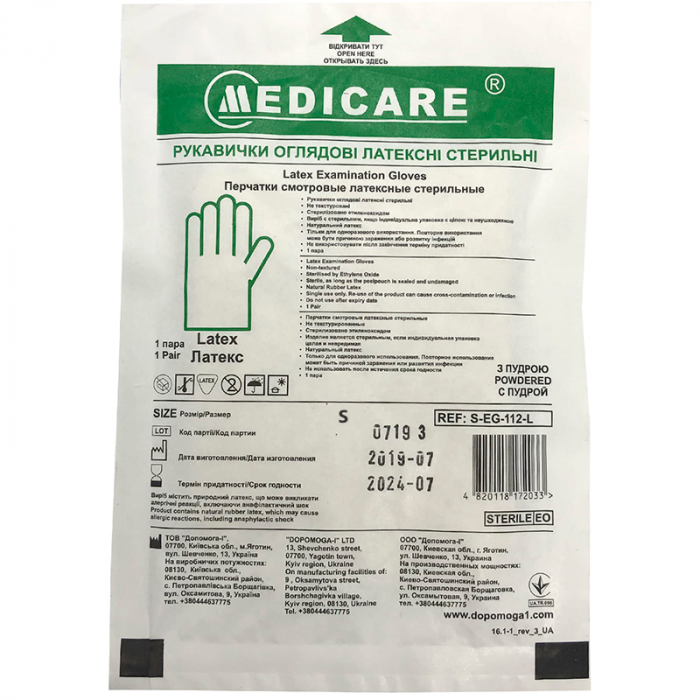 ВІДКРИВАТИ ТУТ
OPEN HERE
ОТКРЫВАТЬ ЗДЕСЬ
MEDICARE ®
РУКАВИЧКИ ОГЛЯДОВІ ЛАТЕКСНІ СТЕРИЛЬНІ
Latex Examination Gloves
Перчатки смотровые латексные стерильные
• Рукавички оглядові латексні стерильні
• Не текстуровані
• Стерилізовано етиленоксидом
• Виріб є стерильним, якщо індивідуальна упаковка є цілою та неушкодженою
• Натуральний латекс
• Тільки для одноразового використання. Повторне використання
може бути причиною зараження або розвитку інфекцій
• Не використовувати після закінчення терміну придатності
• 1 пара
• Latex Examination Gloves
• Non-textured
• Sterilised by Ethylene Oxide
• Sterile, as long as the peelpouch is sealed and undamaged
• Natural Rubber Latex
• Single use only. Re-use of the product can cause cross-contamination or infection
• Do not use after expiry date
• 1 Pair
• Перчатки смотровые латексные стерильные
• Не текстурированные
• Стерилизовано этиленоксидом
• Изделие является стерильным, если индивидуальная упаковка
целая и невредимая
• Натуральный латекс
• Только для одноразового использования. Повторное использование
может быть причиной заражения или развития инфекции
• Не использовать после истечения срока годности
• 1 пара
1 пара
1 Pair
Latex
Латекс
LATEX
З ПУДРОЮ
POWDERED
С ПУДРОЙ
SIZE Розмір/Размер S
REF: S-EG-112-L
LOT Код партії/Код партии 0719 3
Дата виготовлення/Дата изготовления 2019-07
Термін придатності/Срок годности 2024-07
4 820118 172033 >
Виріб містить природний латекс, що може викликати
алергічні реакції, включаючи анафілактичний шок
Product contains natural rubber latex, which may cause
allergic reactions, including anaphylactic shock
STERILE EO
ТОВ "Допомога-І"
07700, Київська обл., м.Яготин,
вул. Шевченко, 13, Україна
На виробничих потужностях:
08130, Київська обл.,
Києво-Святошинський район,
с. Петропавлівська Борщагівка,
вул. Оксамитова, 9, Україна
тел. +380444637775
"DOPOMOGA-I" LTD
13, Shevchenko street,
07700, Yagotin town,
Kyiv region, Ukraine
On manufacturing facilities of:
9 , Oksamytova street,
Petropavlivs'ka
Borshchagivka village.
Kyiv region, 08130, Ukraine
Tel. +380444637775
ООО "Допомога-І"
07700, Киевская обл., г. Яготин,
ул. Шевченко, 13, Украина
На производственных мощностях:
08130, Киевская обл.,
Киево-Святошинский район,
с. Петропавловская Борщаговка,
ул. Оксамытовая, 9, Украина
тел. +380444637775
UA.TR.099
www.dopomoga1.com
16.1-1_rev_3_UA